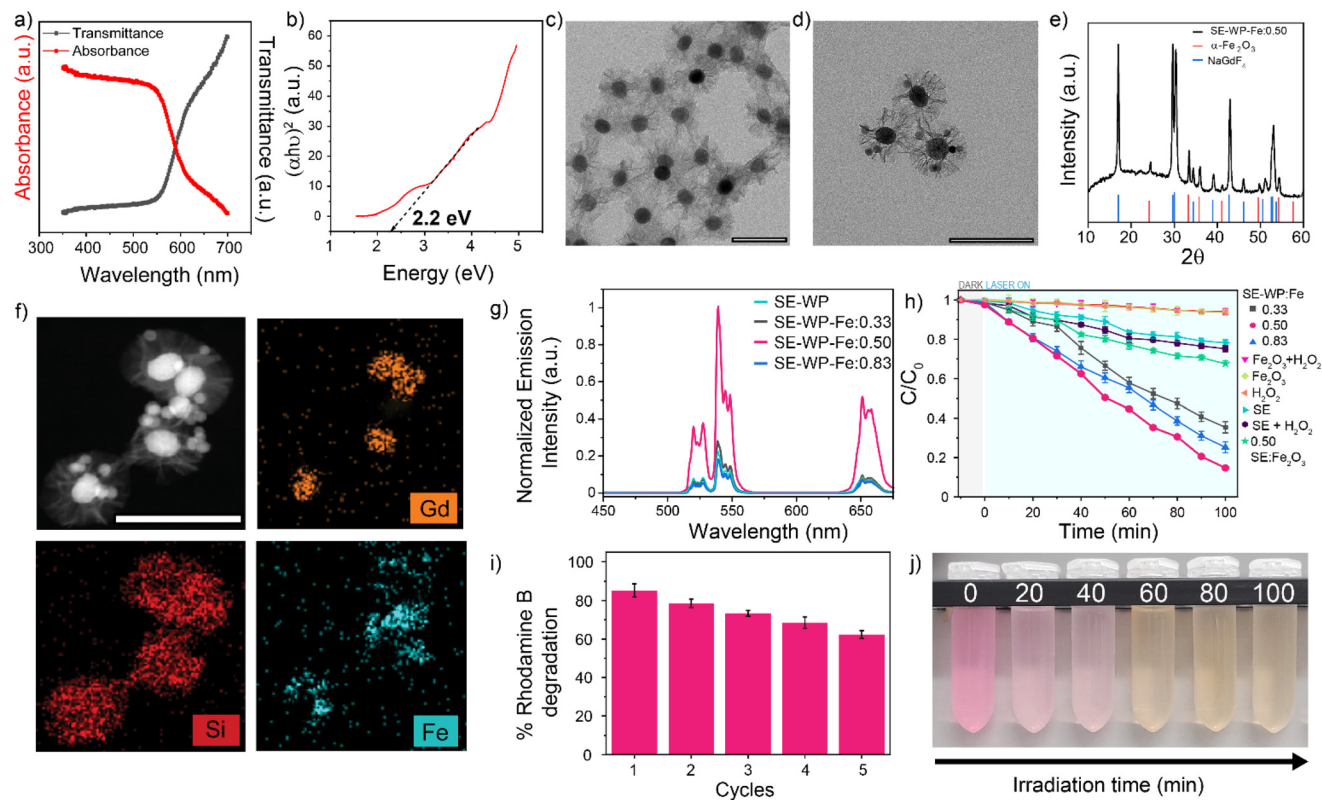 a)
Transmittance
Absorbance
Absorbance (a.u.)
Transmittance (a.u.)
300 400 500 600 700
Wavelength (nm)
b)
60
50
40
30
20
10
0
(αhυ)² (a.u.)
2.2 eV
1 2 3 4 5
Energy (eV)
c)
d)
e)
SE-WP-Fe:0.50
α-Fe₂O₃
NaGdF₄
Intensity (a.u.)
10 20 30 40 50 60
2θ
f)
Gd
Si
Fe
g)
SE-WP
SE-WP-Fe:0.33
SE-WP-Fe:0.50
SE-WP-Fe:0.83
Normalized Emission
Intensity (a.u.)
1
0.8
0.6
0.4
0.2
0
450 500 550 600 650
Wavelength (nm)
h)
DARK LASER ON
C/C₀
1
0.8
0.6
0.4
0.2
0
0 20 40 60 80 100
Time (min)
SE-WP:Fe
0.33
0.50
0.83
Fe₂O₃+H₂O₂
Fe₂O₃
H₂O₂
SE
SE + H₂O₂
0.50
SE:Fe₂O₃
i)
% Rhodamine B
degradation
100
80
60
40
20
80
100
1 2 3 4 5
Cycles
j)
0 20 40 60 80 100
Irradiation time (min)